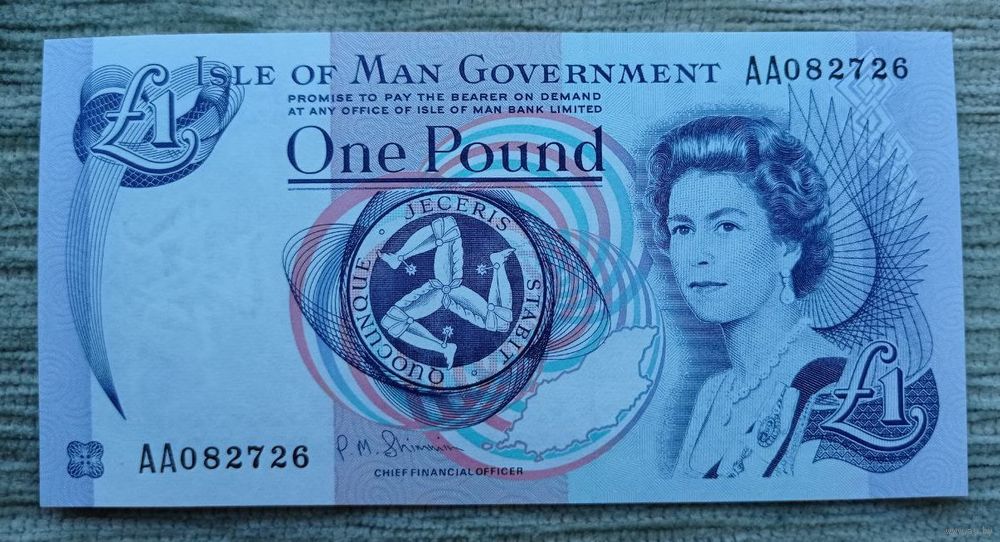 £1
ISLE OF MAN GOVERNMENT AA082726
PROMISE TO PAY THE BEARER ON DEMAND
AT ANY OFFICE OF ISLE OF MAN BANK LIMITED
ONE POUND
QUOCUNQUE · JECERIS · STABIT ·
£1
AA082726
P. M. Shimmin
CHIEF FINANCIAL OFFICER